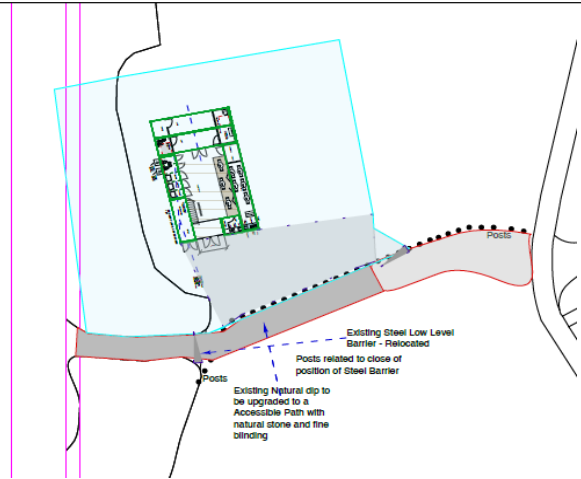 Posts
Existing Steel Low Level
Barrier - Relocated
Posts related to close of
position of Steel Barrier
Posts
Existing Natural dip to
be upgraded to a
Accessible Path with
natural stone and fine
blinding